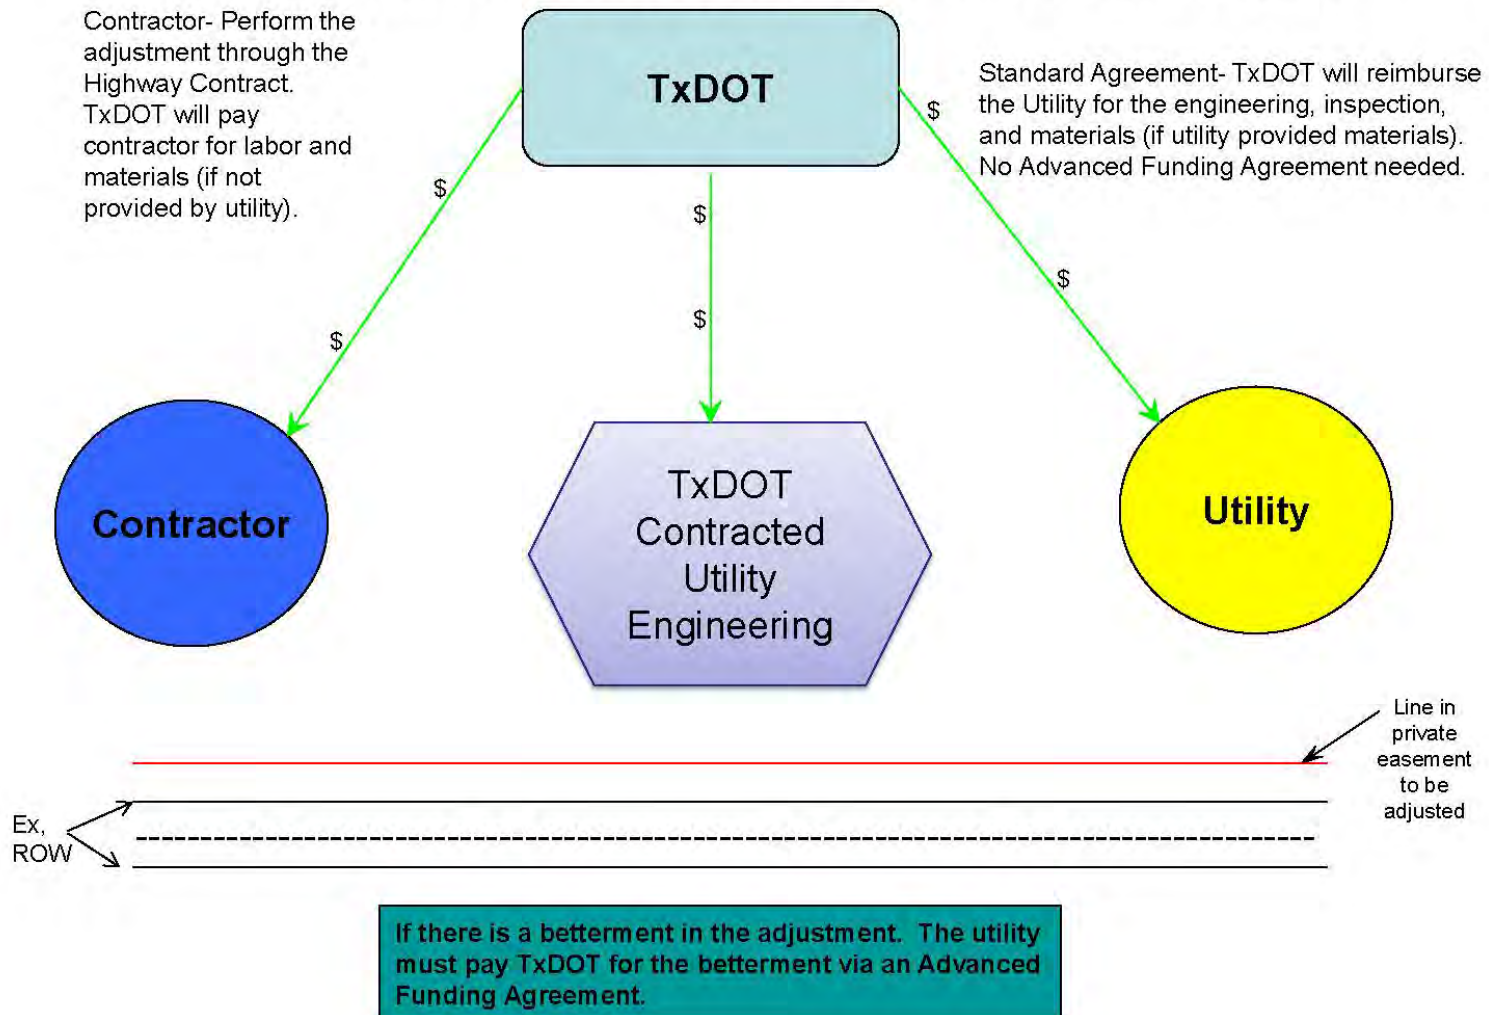 Contractor- Perform the
adjustment through the
Highway Contract.
TxDOT will pay
contractor for labor and
materials (if not
provided by utility).
TxDOT
Standard Agreement- TxDOT will reimburse
the Utility for the engineering, inspection,
and materials (if utility provided materials).
No Advanced Funding Agreement needed.
$
$
$
$
$
$
Contractor
TxDOT
Contracted
Utility
Engineering
Utility
Line in
private
easement
to be
adjusted
Ex,
ROW
If there is a betterment in the adjustment. The utility
must pay TxDOT for the betterment via an Advanced
Funding Agreement.